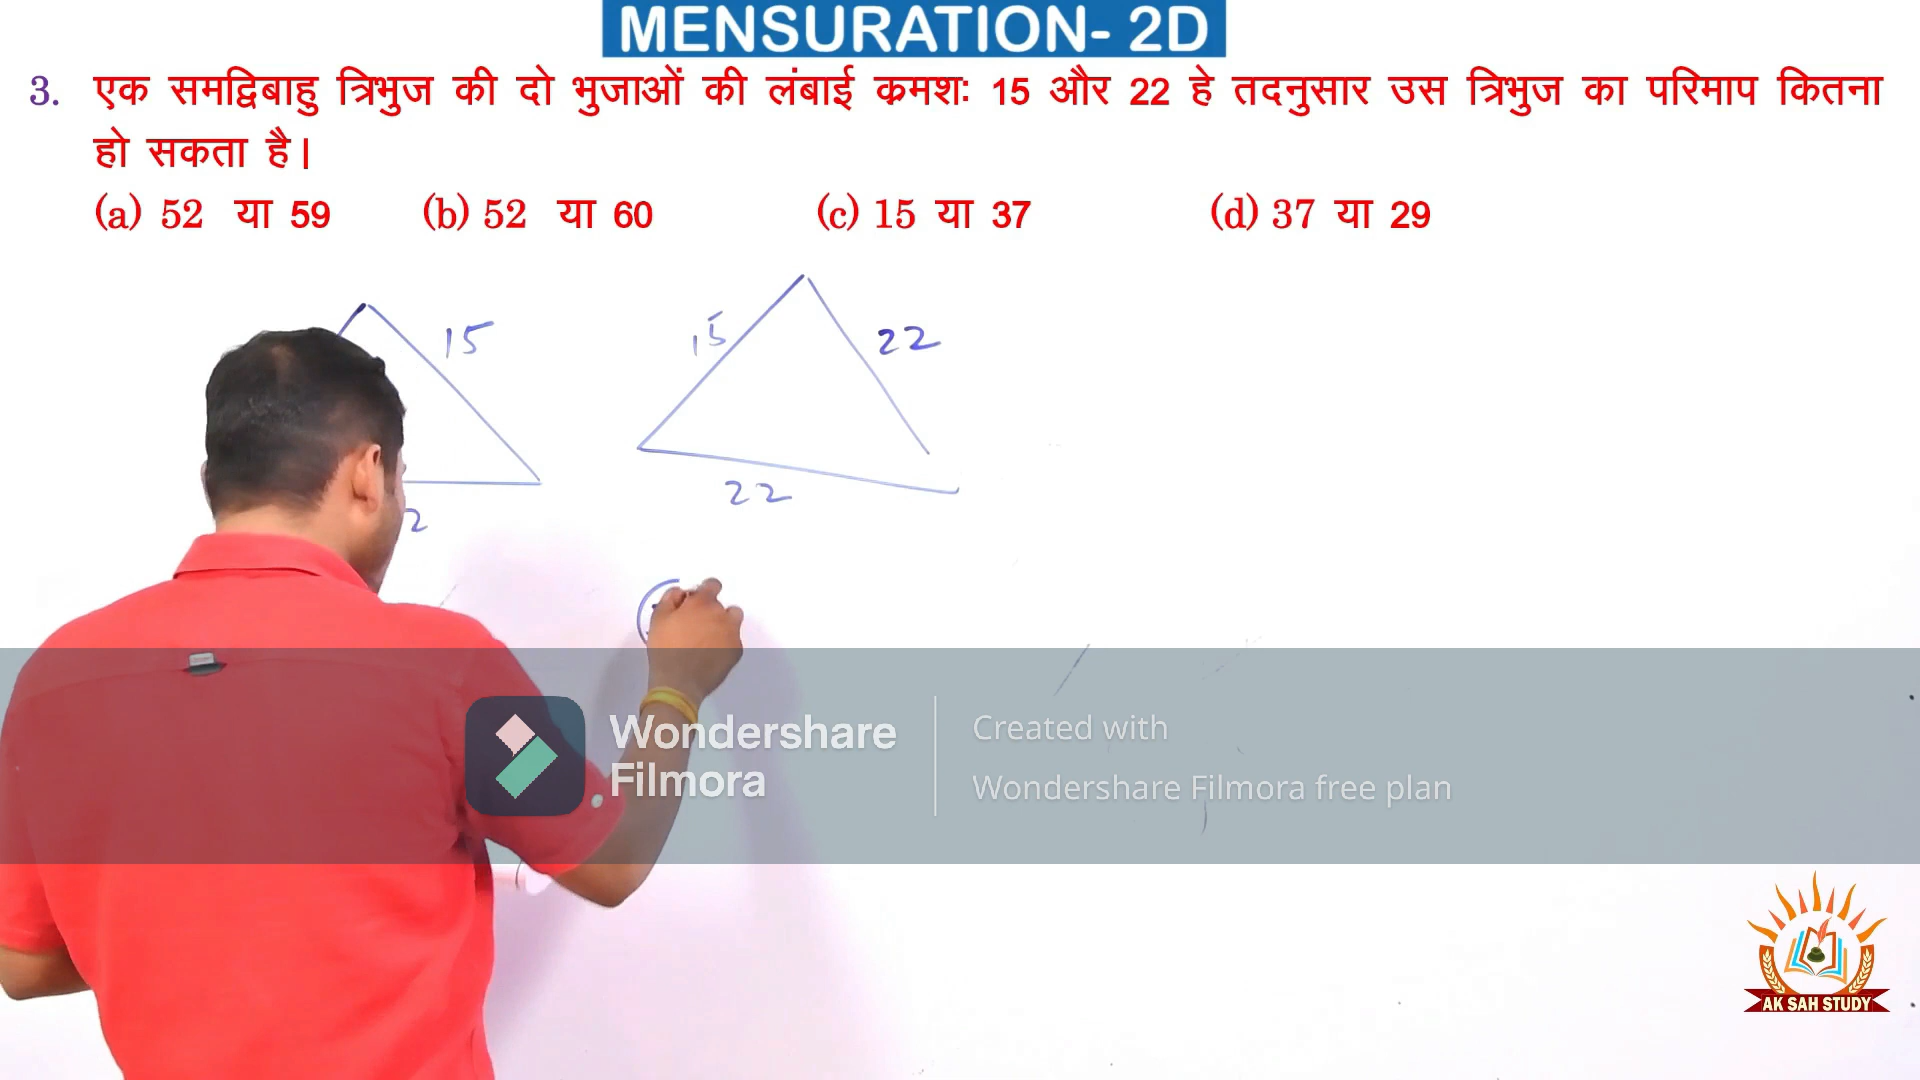 MENSURATION- 2D
3. एक समद्विबाहु त्रिभुज की दो भुजाओं की लंबाई क्रमशः 15 और 22 हे तदनुसार उस त्रिभुज का परिमाप कितना
हो सकता है।
(a) 52 या 59 (b) 52 या 60 (c) 15 या 37 (d) 37 या 29
15
15
22
22
2
Wondershare
Filmora
Created with
Wondershare Filmora free plan
AK SAH STUDY